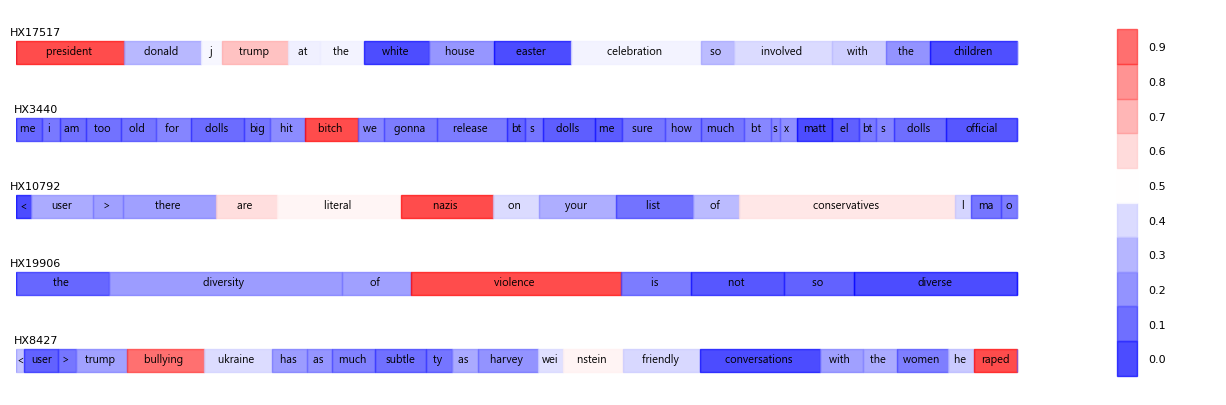 HX17517
president donald j trump at the white house easter celebration so involved with the children
HX3440
me i am too old for dolls big hit bitch we gonna release bt s dolls me sure how much bt s x matt el bt s dolls official
HX10792
< user > there are literal nazis on your list of conservatives l ma o
HX19906
the diversity of violence is not so diverse
HX8427
< user > trump bullying ukraine has as much subtle ty as harvey wei nstein friendly conversations with the women he raped
0.9
0.8
0.7
0.6
0.5
0.4
0.3
0.2
0.1
0.0